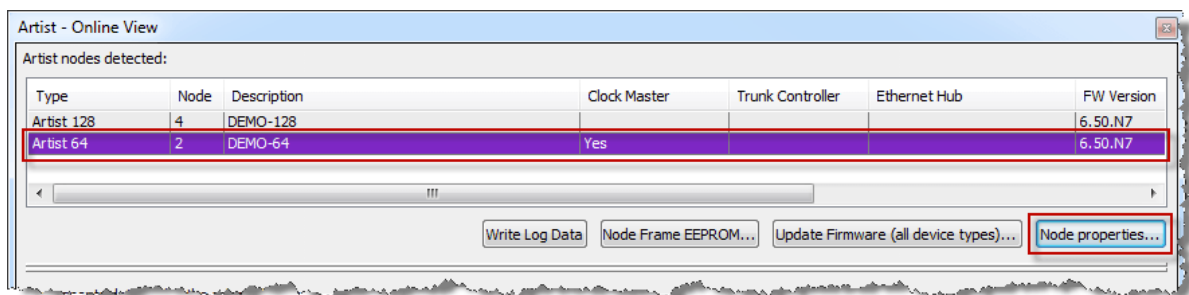 Artist - Online View
Artist nodes detected:
Type Node Description Clock Master Trunk Controller Ethernet Hub FW Version
Artist 128 4 DEMO-128 6.50.N7
Artist 64 2 DEMO-64 Yes 6.50.N7
Write Log Data Node Frame EEPROM... Update Firmware (all device types)... Node properties...